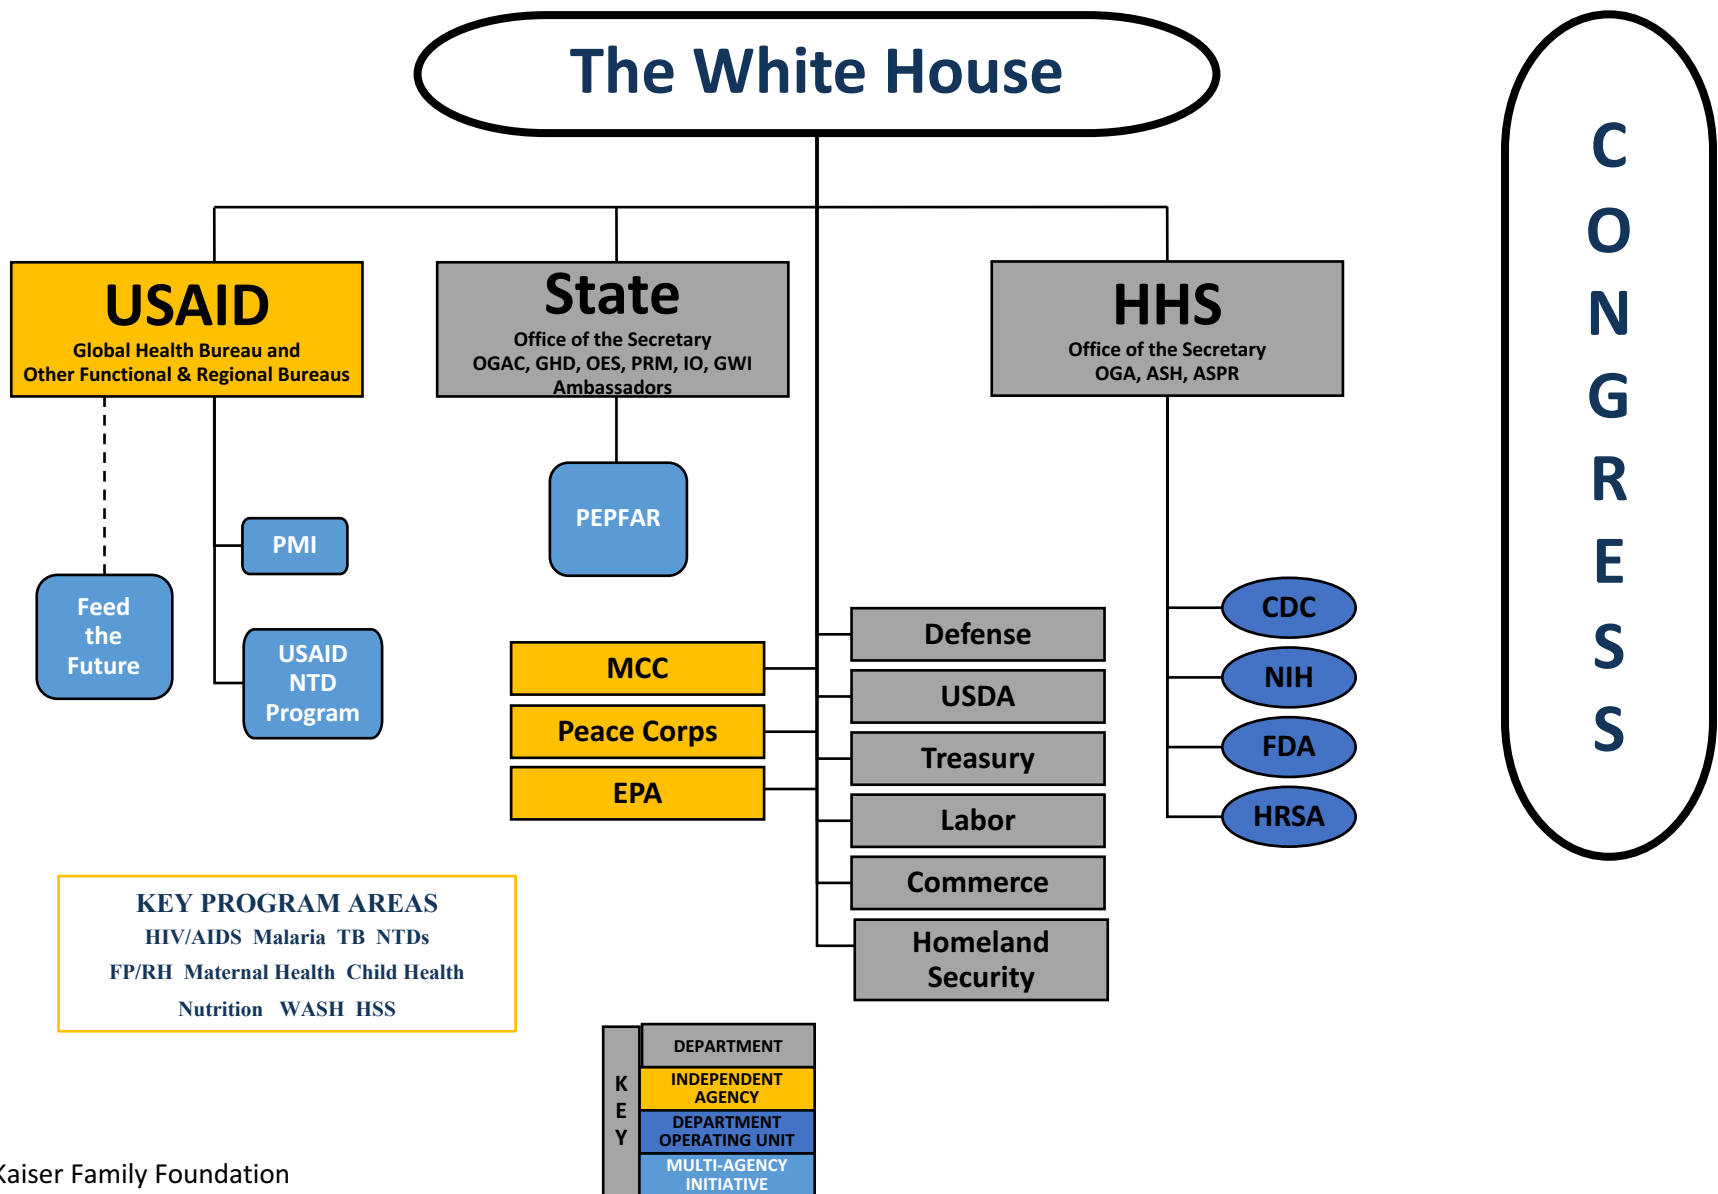 The White House
C
O
N
G
R
E
S
S
USAID
Global Health Bureau and
Other Functional & Regional Bureaus
State
Office of the Secretary
OGAC, GHD, OES, PRM, IO, GWI
Ambassadors
HHS
Office of the Secretary
OGA, ASH, ASPR
PMI
Feed
the
Future
USAID
NTD
Program
PEPFAR
MCC
Peace Corps
EPA
Defense
USDA
Treasury
Labor
Commerce
Homeland
Security
CDC
NIH
FDA
HRSA
KEY PROGRAM AREAS
HIV/AIDS Malaria TB NTDs
FP/RH Maternal Health Child Health
Nutrition WASH HSS
K
E
Y
DEPARTMENT
INDEPENDENT
AGENCY
DEPARTMENT
OPERATING UNIT
MULTI-AGENCY
INITIATIVE
Kaiser Family Foundation